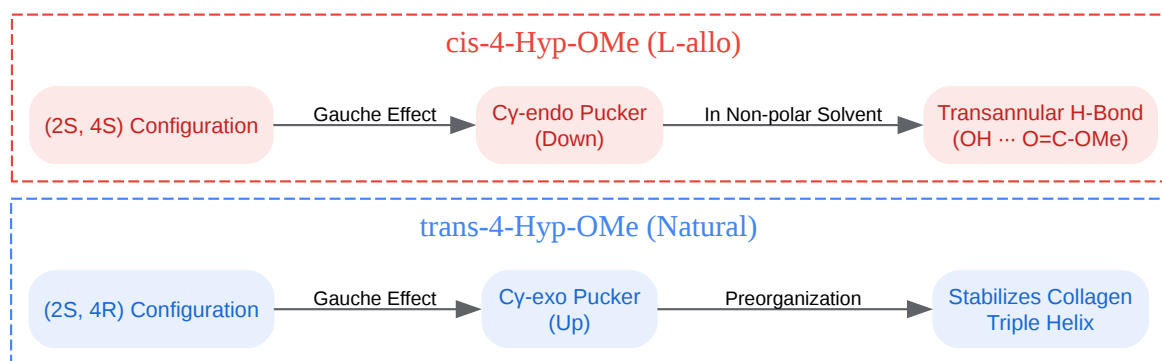 cis-4-Hyp-OMe (L-allo)
(2S, 4S) Configuration
Gauche Effect
Cγ-endo Pucker
(Down)
In Non-polar Solvent
Transannular H-Bond
(OH ··· O=C-OMe)
trans-4-Hyp-OMe (Natural)
(2S, 4R) Configuration
Gauche Effect
Cγ-exo Pucker
(Up)
Preorganization
Stabilizes Collagen
Triple Helix